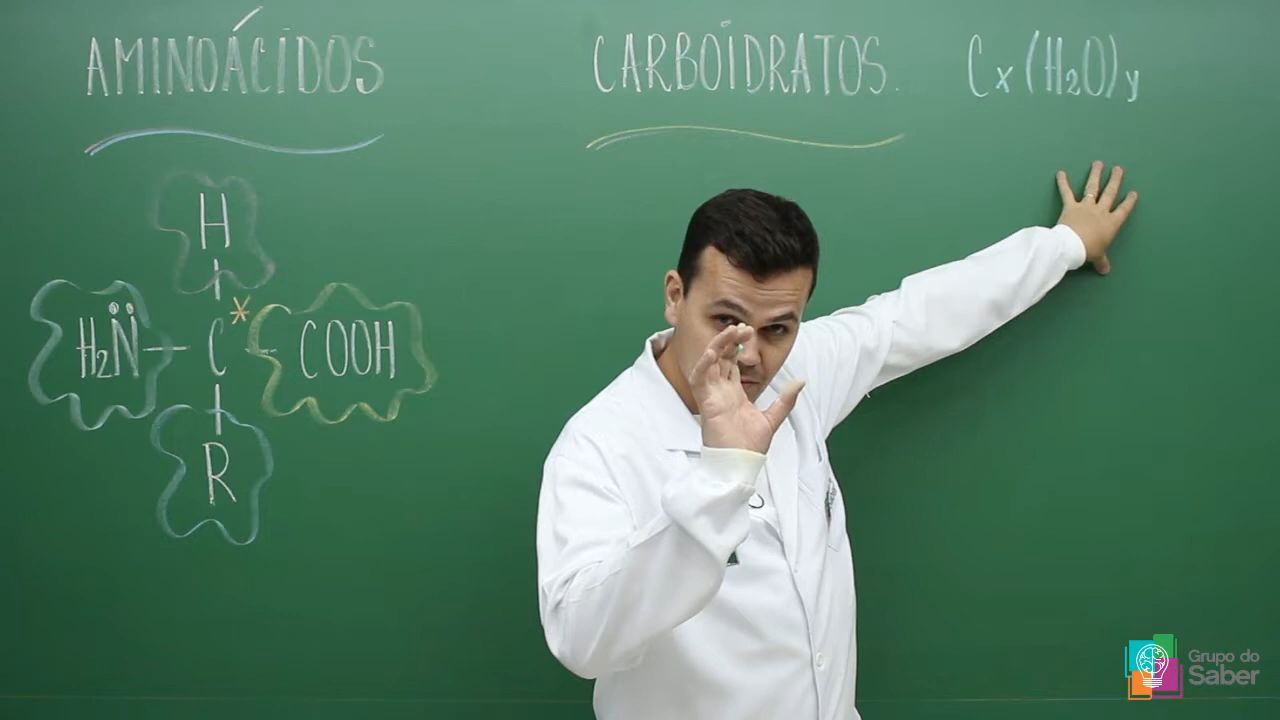 AMINOÁCIDOS
CARBOIDRATOS. Cx(H₂O)y
H
H₂N̈ — C* — COOH
R
Grupo do
Saber